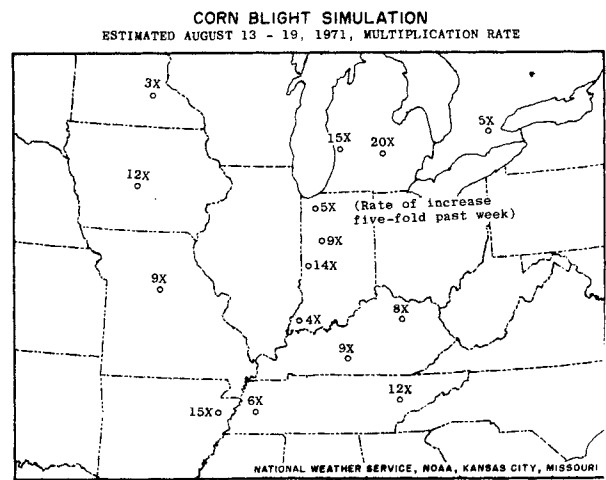 CORN BLIGHT SIMULATION
ESTIMATED AUGUST 13 - 19, 1971, MULTIPLICATION RATE
3X
5X
15X
20X
12X
5X
(Rate of increase
five-fold past week)
9X
14X
9X
4X
8X
9X
12X
15X
6X
NATIONAL WEATHER SERVICE, NOAA, KANSAS CITY, MISSOURI